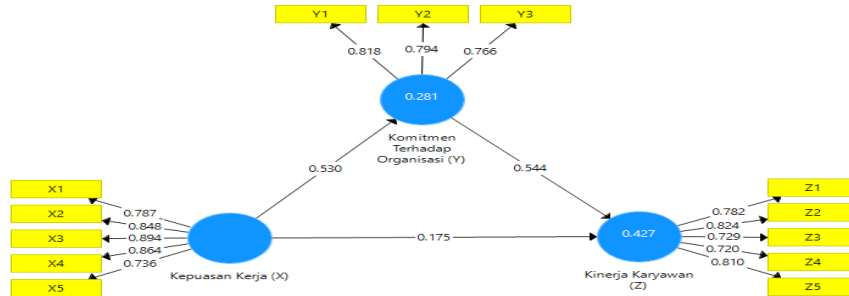 Y1
Y2
Y3
0.818
0.794
0.766
0.281
Komitmen
Terhadap
Organisasi (Y)
0.530
0.544
X1
X2
X3
X4
X5
0.787
0.848
0.894
0.864
0.736
Kepuasan Kerja (X)
0.175
0.427
Kinerja Karyawan
(Z)
0.782
0.824
0.729
0.720
0.810
Z1
Z2
Z3
Z4
Z5